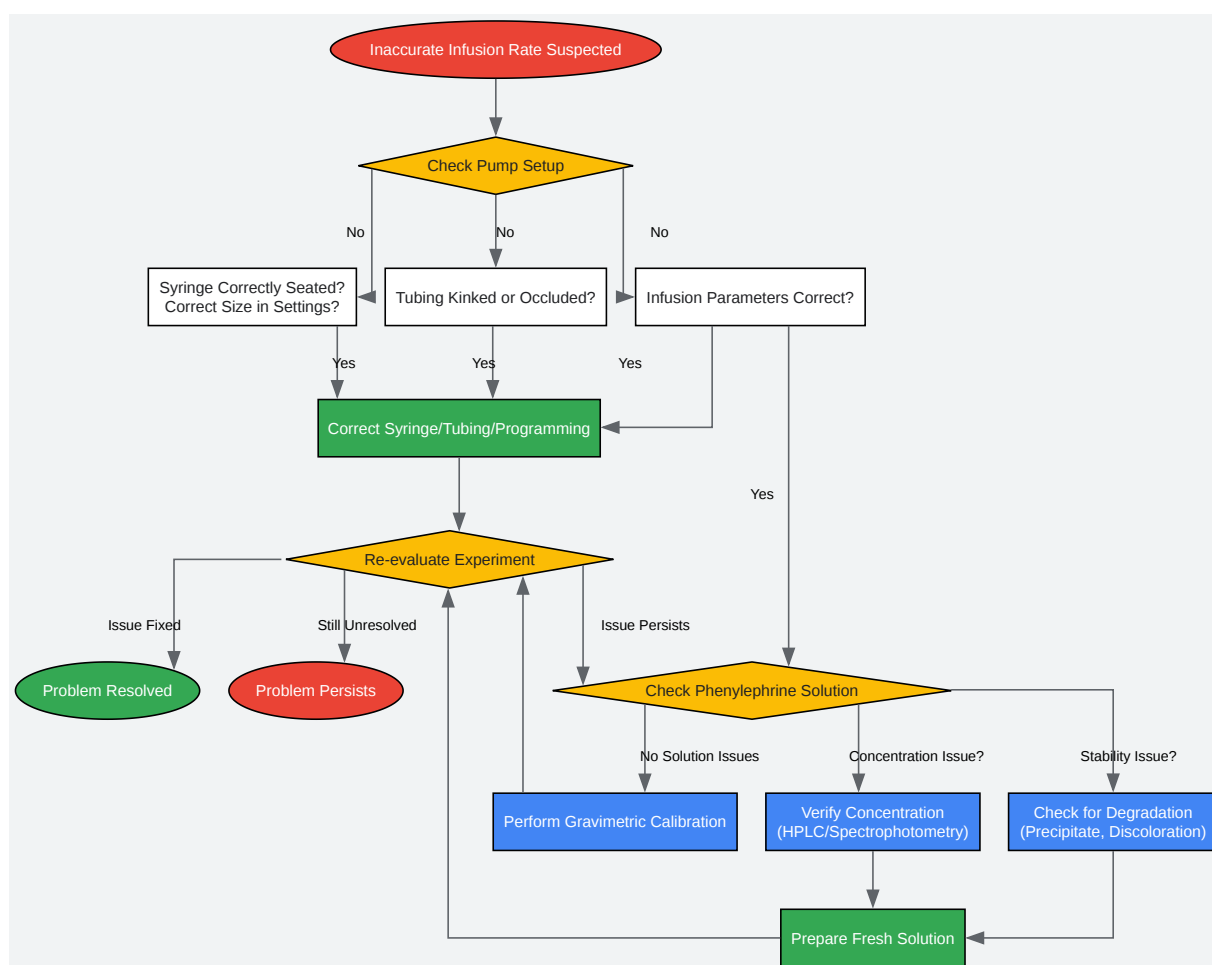 Inaccurate Infusion Rate Suspected
Check Pump Setup
No
No
No
Syringe Correctly Seated?
Correct Size in Settings?
Tubing Kinked or Occluded?
Infusion Parameters Correct?
Yes
Yes
Yes
Correct Syringe/Tubing/Programming
Yes
Re-evaluate Experiment
Issue Fixed
Still Unresolved
Issue Persists
Problem Resolved
Problem Persists
Check Phenylephrine Solution
No Solution Issues
Concentration Issue?
Stability Issue?
Perform Gravimetric Calibration
Verify Concentration
(HPLC/Spectrophotometry)
Check for Degradation
(Precipitate, Discoloration)
Prepare Fresh Solution